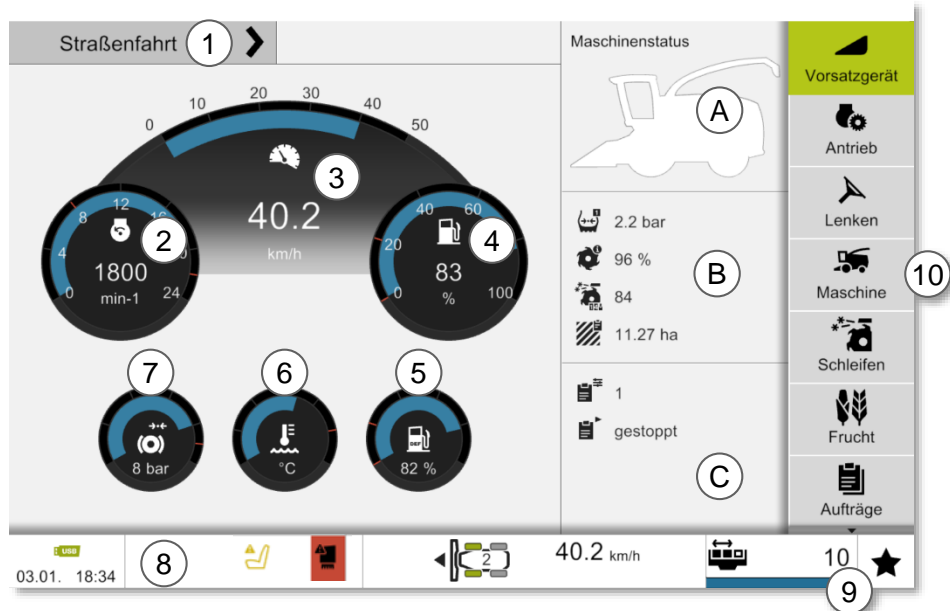 Straßenfahrt 1
0 10 20 30 40 50
3
40.2
km/h
0 4 8 12 16 24
2
1800
min-1
0 20 40 60 100
4
83
%
7
8 bar
6
°C
5
DEF
82 %
Maschinenstatus
A
2.2 bar
96 %
84
11.27 ha
B
1
gestoppt
C
Vorsatzgerät
Antrieb
Lenken
Maschine
10
Schleifen
Frucht
Aufträge
USB
03.01. 18:34
8
2
40.2 km/h
10
9